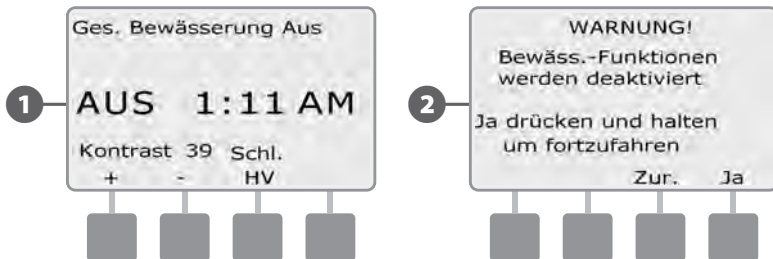 1
Ges. Bewässerung Aus
AUS 1:11 AM
Kontrast 39 Schl.
+ - HV
2
WARNUNG!
Bewäss.-Funktionen
werden deaktiviert
Ja drücken und halten
um fortzufahren
Zur. Ja